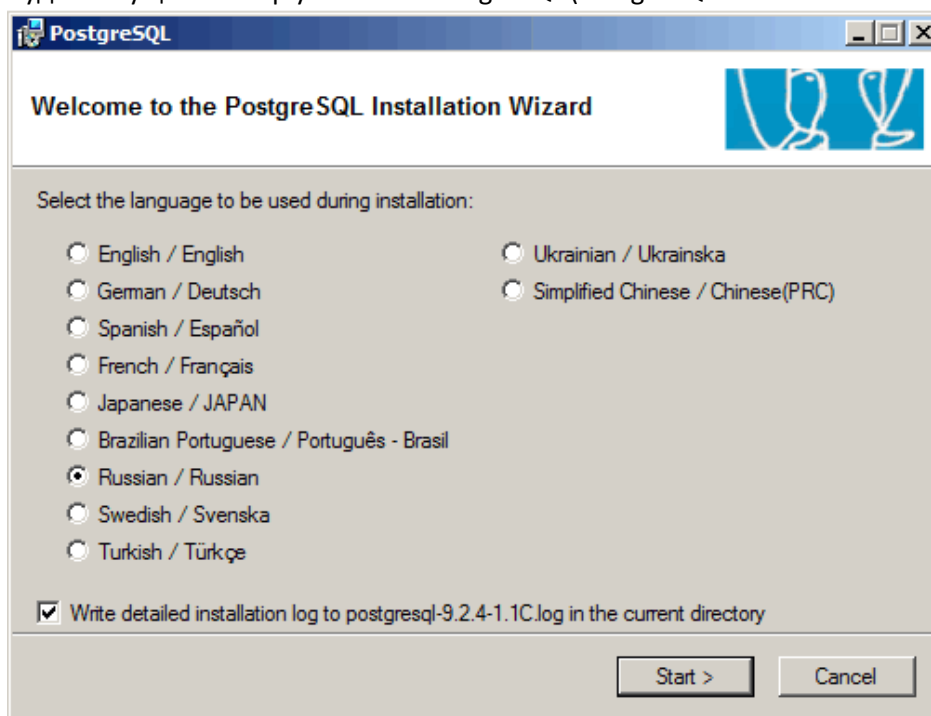 PostgreSQL
Welcome to the PostgreSQL Installation Wizard
Select the language to be used during installation:
English / English
German / Deutsch
Spanish / Español
French / Français
Japanese / JAPAN
Brazilian Portuguese / Português - Brasil
Russian / Russian
Swedish / Svenska
Turkish / Türkçe
Ukrainian / Ukrainska
Simplified Chinese / Chinese(PRC)
Write detailed installation log to postgresql-9.2.4-1.1C.log in the current directory
Start >
Cancel